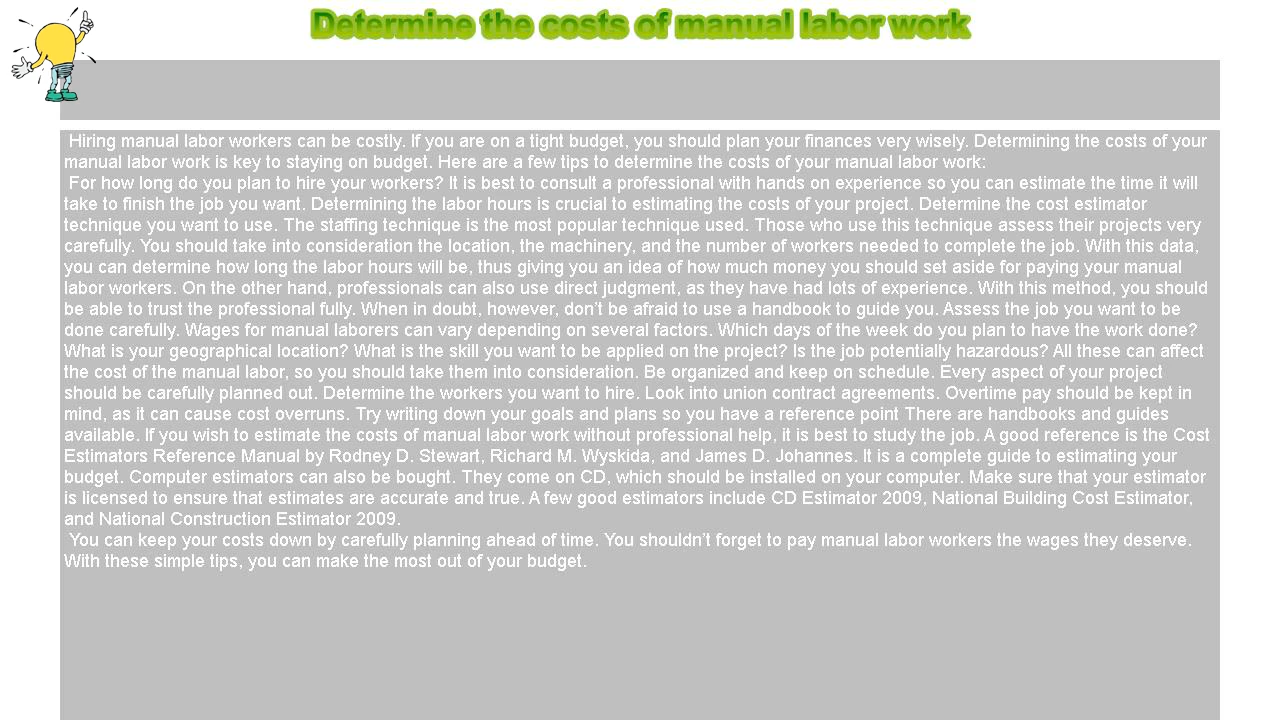 Determine the costs of manual labor work
Hiring manual labor workers can be costly. If you are on a tight budget, you should plan your finances very wisely. Determining the costs of your
manual labor work is key to staying on budget. Here are a few tips to determine the costs of your manual labor work:
For how long do you plan to hire your workers? It is best to consult a professional with hands on experience so you can estimate the time it will
take to finish the job you want. Determining the labor hours is crucial to estimating the costs of your project. Determine the cost estimator
technique you want to use. The staffing technique is the most popular technique used. Those who use this technique assess their projects very
carefully. You should take into consideration the location, the machinery, and the number of workers needed to complete the job. With this data,
you can determine how long the labor hours will be, thus giving you an idea of how much money you should set aside for paying your manual
labor workers. On the other hand, professionals can also use direct judgment, as they have had lots of experience. With this method, you should
be able to trust the professional fully. When in doubt, however, don’t be afraid to use a handbook to guide you. Assess the job you want to be
done carefully. Wages for manual laborers can vary depending on several factors. Which days of the week do you plan to have the work done?
What is your geographical location? What is the skill you want to be applied on the project? Is the job potentially hazardous? All these can affect
the cost of the manual labor, so you should take them into consideration. Be organized and keep on schedule. Every aspect of your project
should be carefully planned out. Determine the workers you want to hire. Look into union contract agreements. Overtime pay should be kept in
mind, as it can cause cost overruns. Try writing down your goals and plans so you have a reference point There are handbooks and guides
available. If you wish to estimate the costs of manual labor work without professional help, it is best to study the job. A good reference is the Cost
Estimators Reference Manual by Rodney D. Stewart, Richard M. Wyskida, and James D. Johannes. It is a complete guide to estimating your
budget. Computer estimators can also be bought. They come on CD, which should be installed on your computer. Make sure that your estimator
is licensed to ensure that estimates are accurate and true. A few good estimators include CD Estimator 2009, National Building Cost Estimator,
and National Construction Estimator 2009.
You can keep your costs down by carefully planning ahead of time. You shouldn’t forget to pay manual labor workers the wages they deserve.
With these simple tips, you can make the most out of your budget.